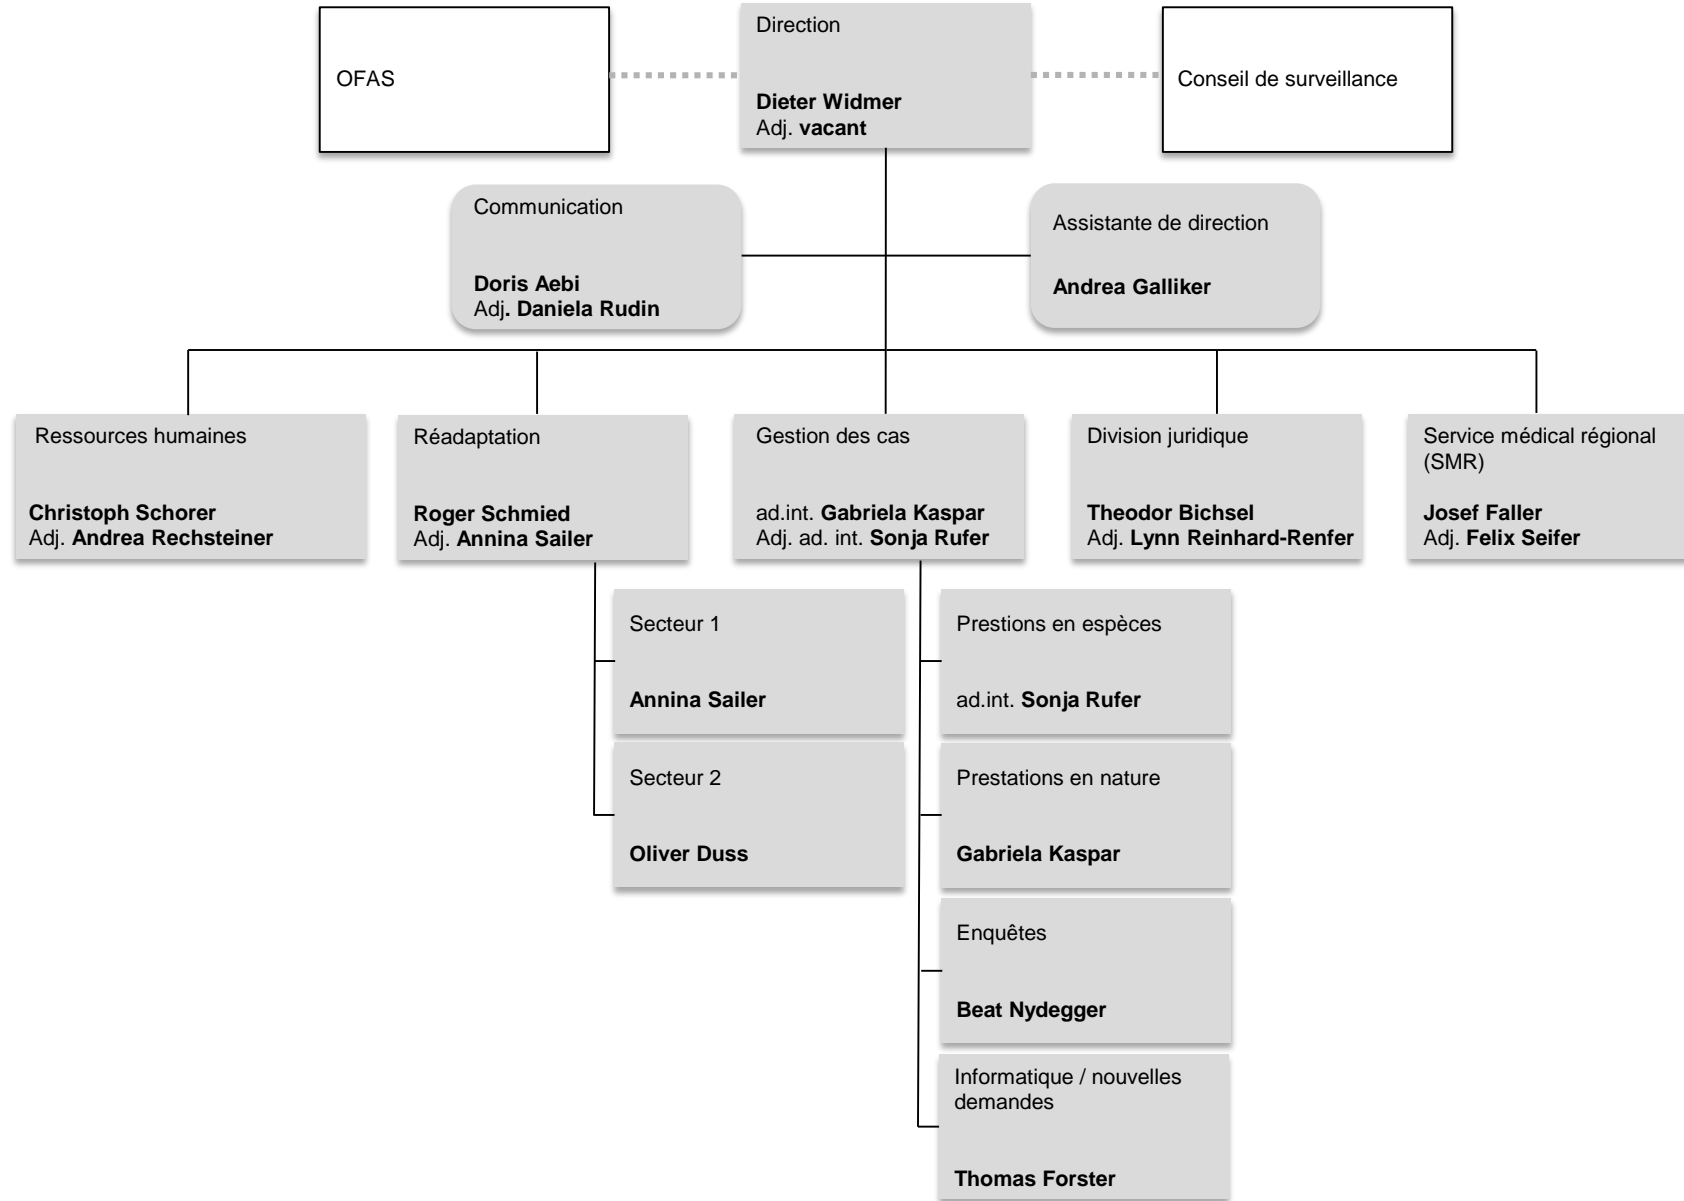 Direction
Dieter Widmer
Adj. vacant
OFAS
Conseil de surveillance
Communication
Doris Aebi
Adj. Daniela Rudin
Assistante de direction
Andrea Galliker
Ressources humaines
Christoph Schorer
Adj. Andrea Rechsteiner
Réadaptation
Roger Schmied
Adj. Annina Sailer
Gestion des cas
ad.int. Gabriela Kaspar
Adj. ad. int. Sonja Rufer
Division juridique
Theodor Bichsel
Adj. Lynn Reinhard-Renfer
Service médical régional
(SMR)
Josef Faller
Adj. Felix Seifer
Secteur 1
Annina Sailer
Secteur 2
Oliver Duss
Prestions en espèces
ad.int. Sonja Rufer
Prestations en nature
Gabriela Kaspar
Enquêtes
Beat Nydegger
Informatique / nouvelles
demandes
Thomas Forster